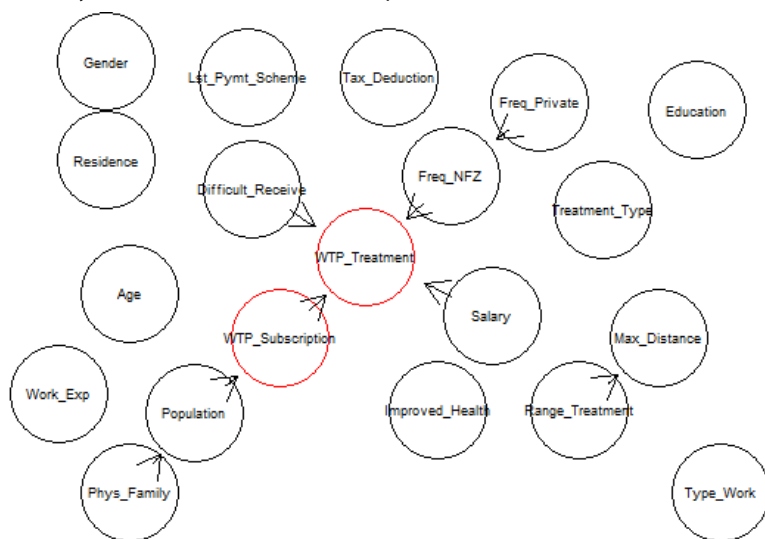 Gender
Lst_Pymt_Scheme
Tax_Deduction
Freq_Private
Education
Residence
Difficult_Receive
Freq_NFZ
Treatment_Type
WTP_Treatment
Age
Salary
WTP_Subscription
Max_Distance
Work_Exp
Population
Improved_Health
Range_Treatment
Phys_Family
Type_Work